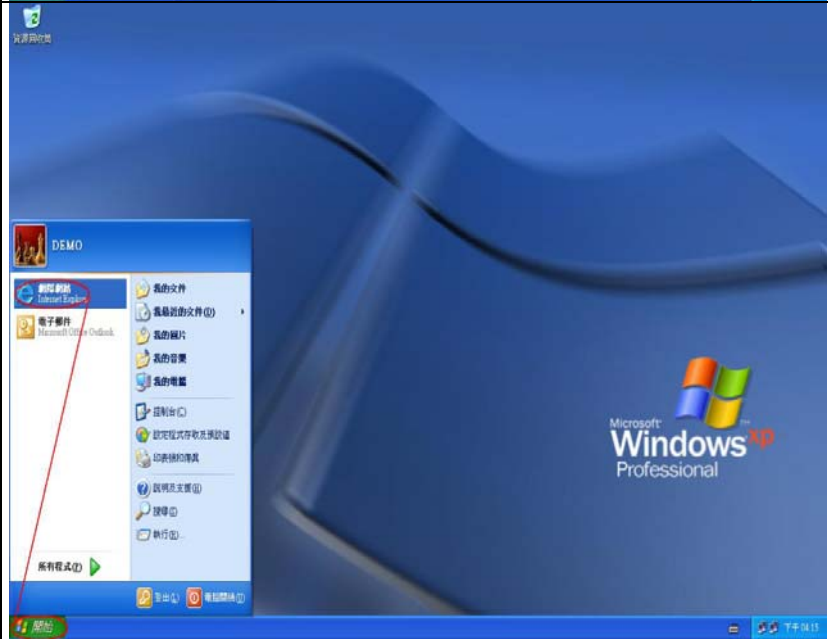 資源回收筒
DEMO
網際網路
Internet Explorer
電子郵件
Microsoft Office Outlook
所有程式(P)
我的文件
我最近的文件(D)
我的圖片
我的音樂
我的電腦
控制台(C)
設定程式存取及預設值
印表機和傳真
說明及支援(H)
搜尋(S)
執行(R)...
登出(L)
電腦關機(U)
Microsoft
Windows xp
Professional
開始
下午 04:15